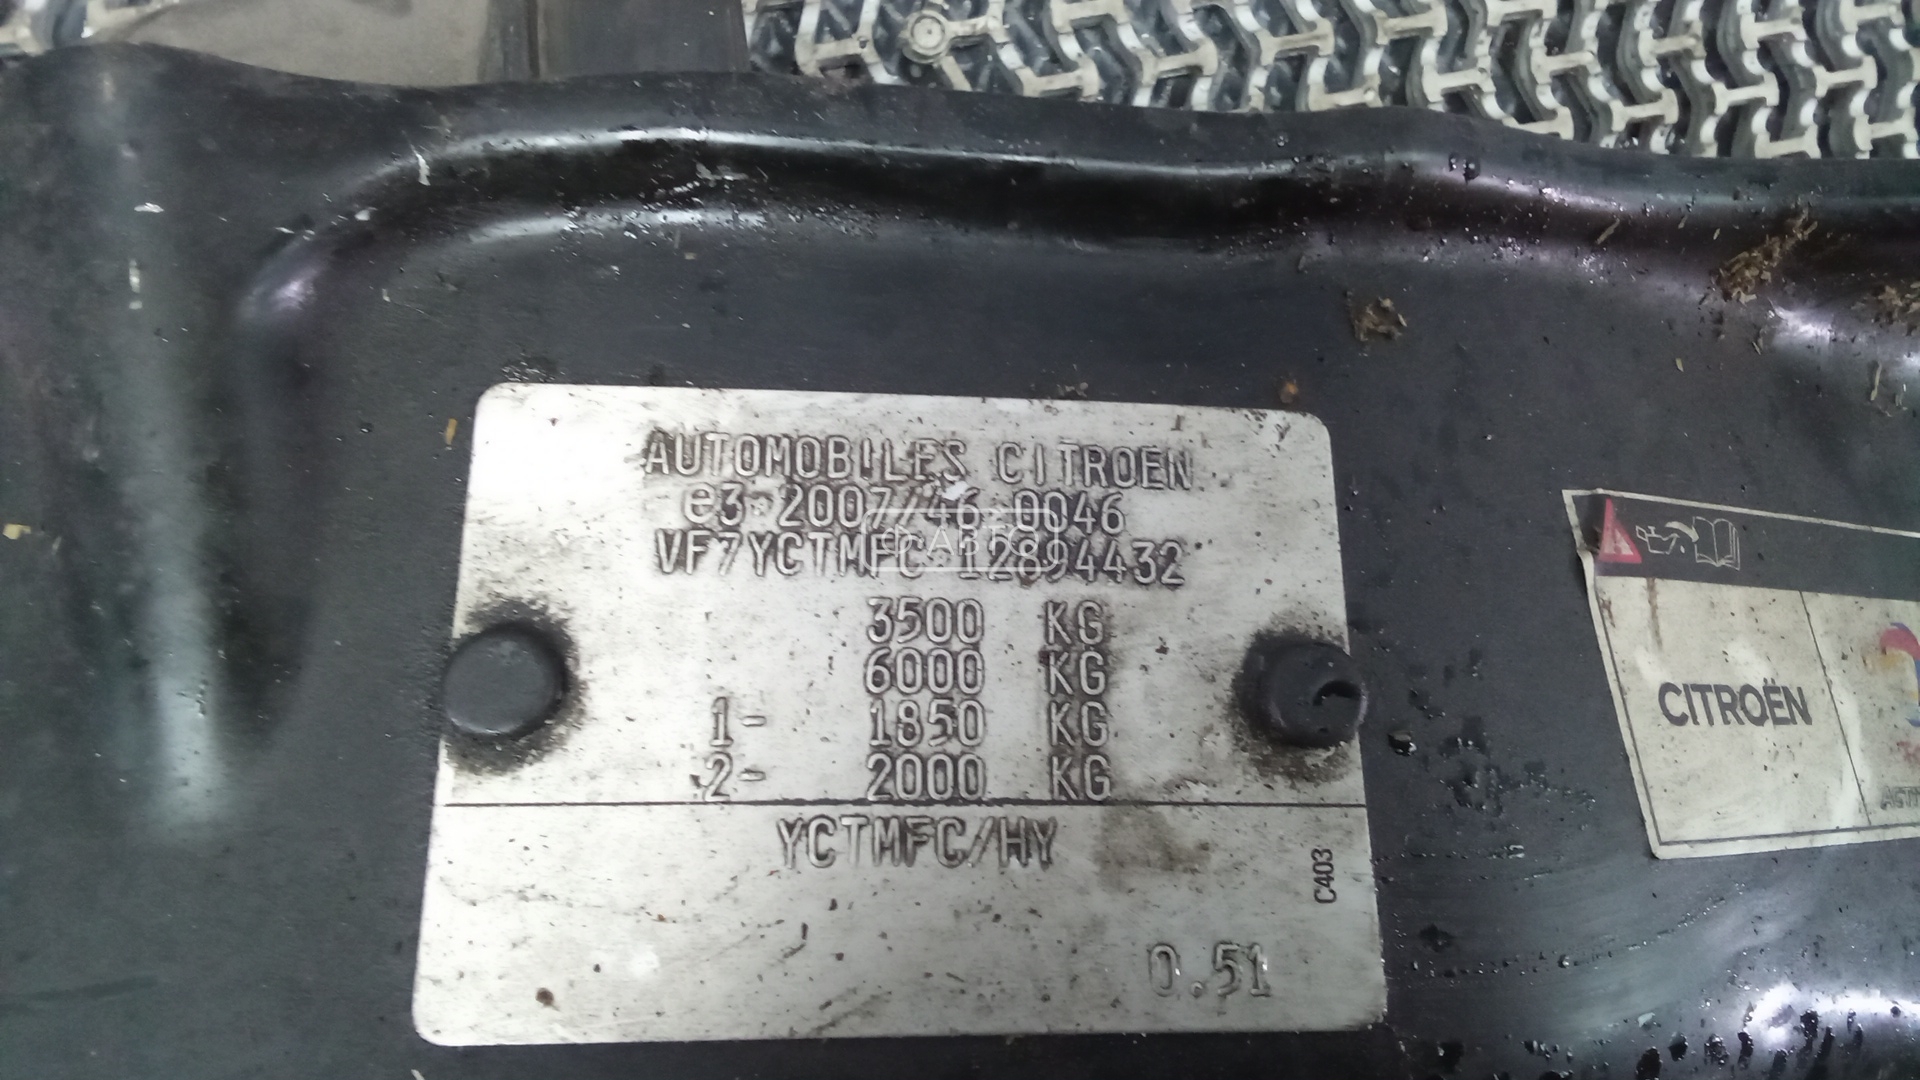 AUTOMOBILES CITROEN
e3*2007/46*0046
VF7YCTMFC 12894432
3500 KG
6000 KG
1- 1850 KG
2- 2000 KG
YCTMFC/HY
C403
0.51
CITROËN